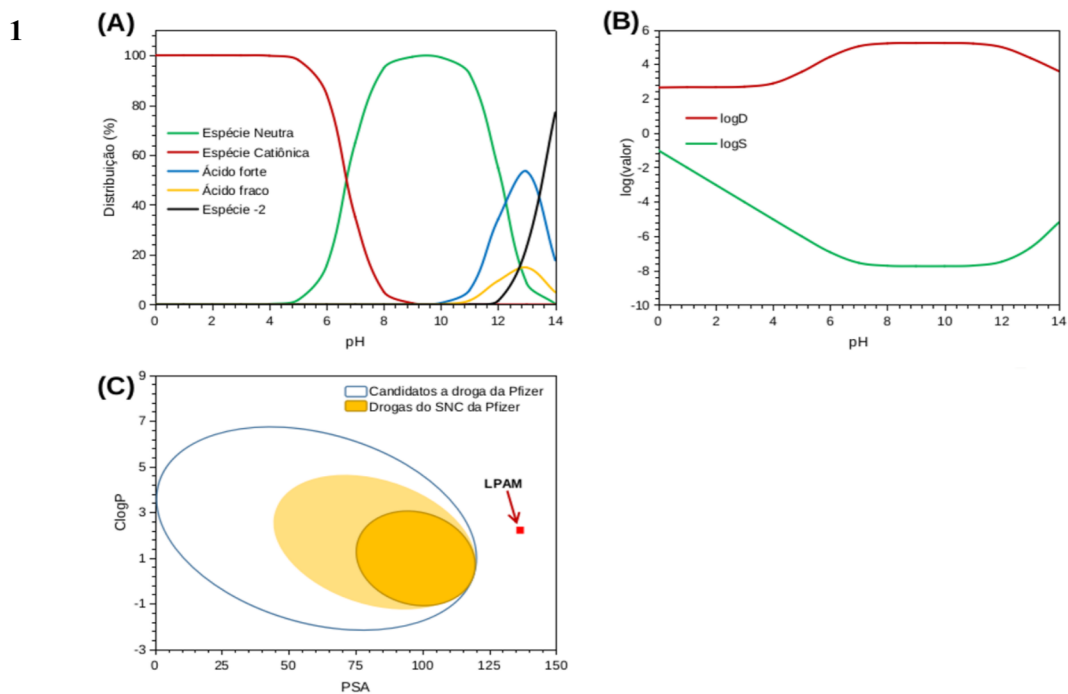 1
(A)
100
80
60
40
20
0
Distribuição (%)
Espécie Neutra
Espécie Catiônica
Ácido forte
Ácido fraco
Espécie -2
0 2 4 6 8 10 12 14
pH
(B)
6
4
2
0
-2
-4
-6
-8
-10
log(valor)
logD
logS
0 2 4 6 8 10 12 14
pH
(C)
9
7
5
3
1
-1
-3
ClogP
Candidatos a droga da Pfizer
Drogas do SNC da Pfizer
LPAM
0 25 50 75 100 125 150
PSA